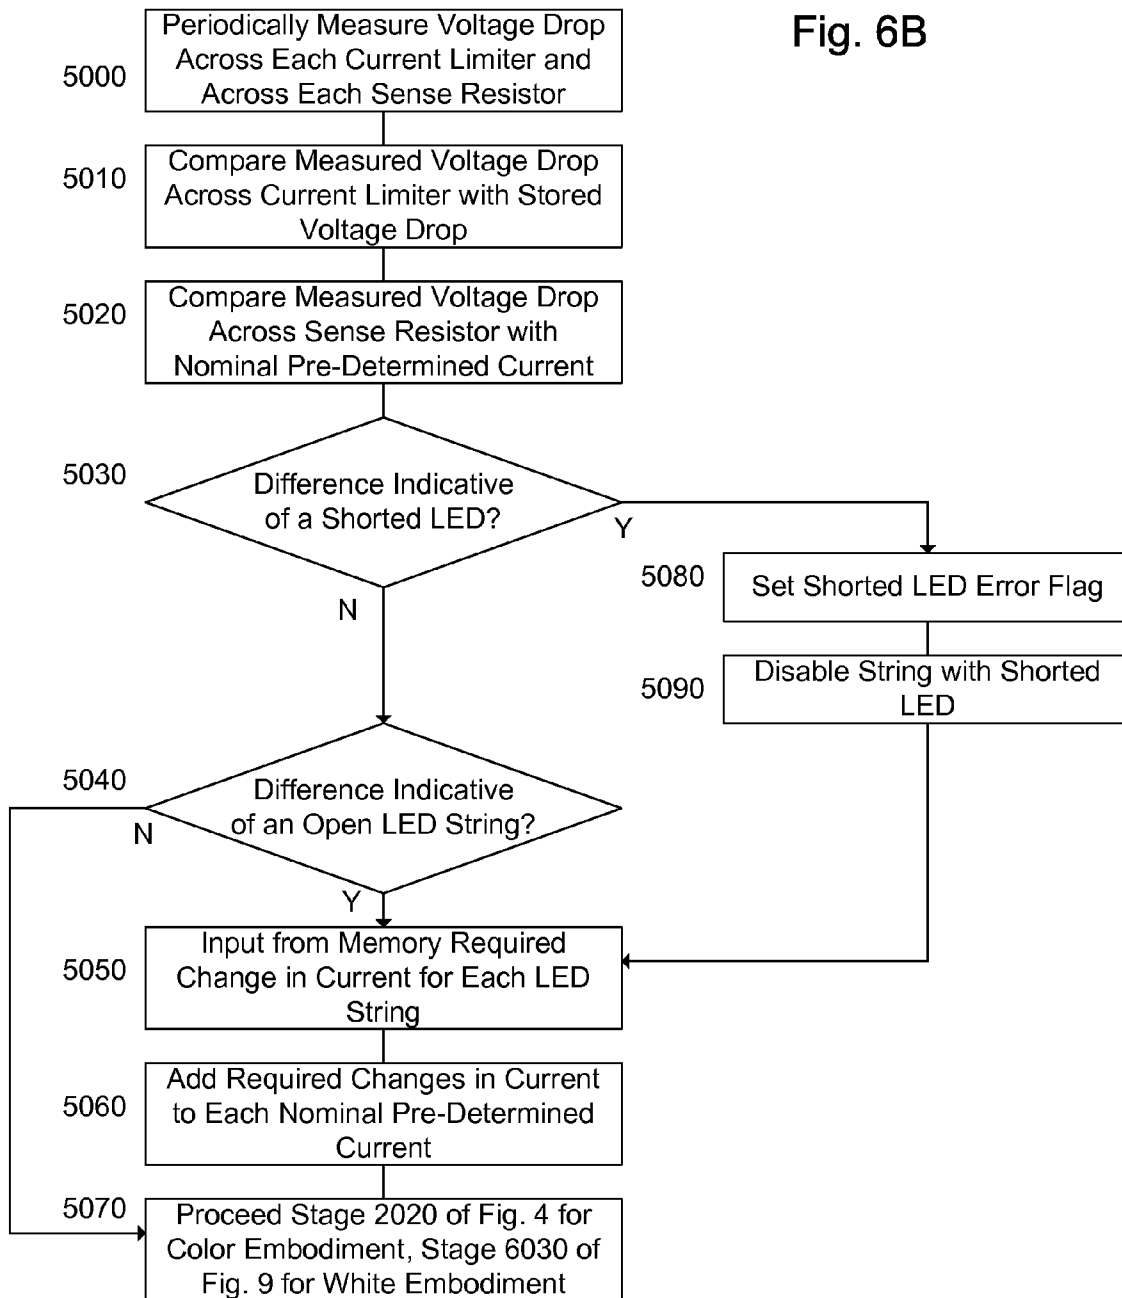 Fig. 6B
5000
Periodically Measure Voltage Drop
Across Each Current Limiter and
Across Each Sense Resistor
5010
Compare Measured Voltage Drop
Across Current Limiter with Stored
Voltage Drop
5020
Compare Measured Voltage Drop
Across Sense Resistor with
Nominal Pre-Determined Current
5030
Difference Indicative
of a Shorted LED?
Y
N
5080
Set Shorted LED Error Flag
5090
Disable String with Shorted
LED
5040
Difference Indicative
of an Open LED String?
N
Y
5050
Input from Memory Required
Change in Current for Each LED
String
5060
Add Required Changes in Current
to Each Nominal Pre-Determined
Current
5070
Proceed Stage 2020 of Fig. 4 for
Color Embodiment, Stage 6030 of
Fig. 9 for White Embodiment